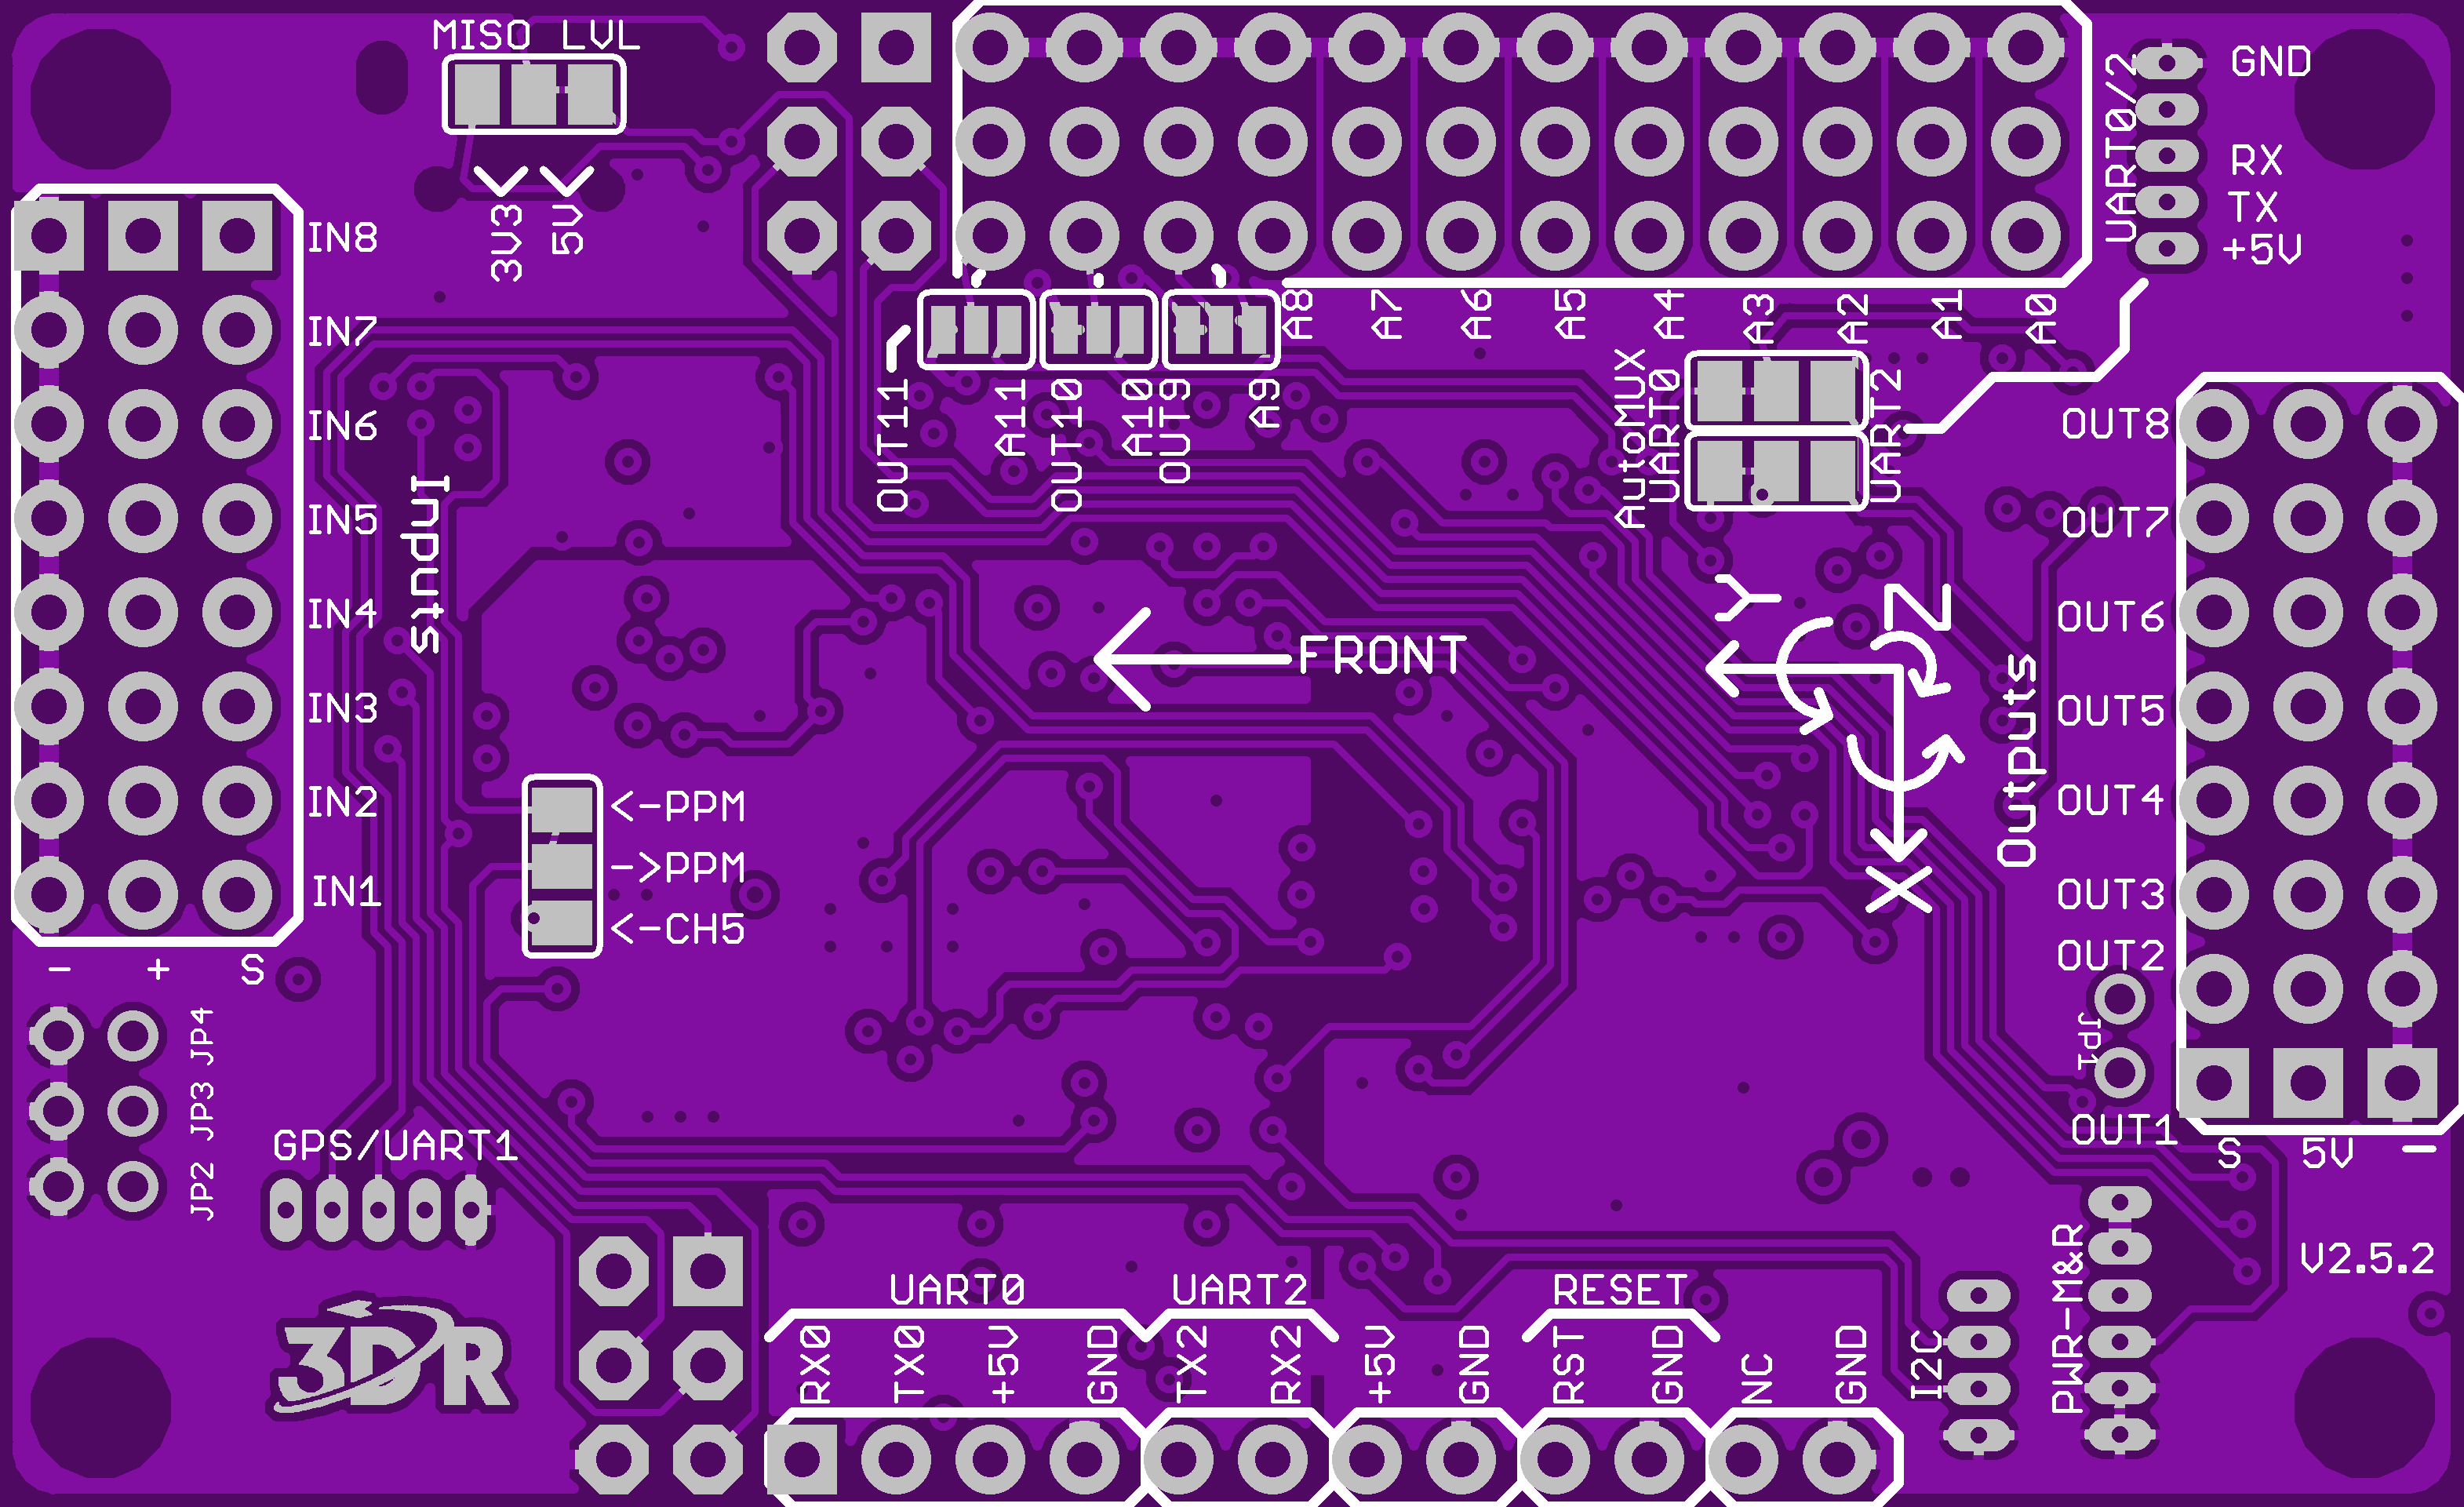 MISO LVL
3V3
5V
UART0/2
GND
RX
TX
+5V
IN8
IN7
IN6
IN5
IN4
IN3
IN2
IN1
Inputs
- + S
OUT11
A11
OUT10
A10
OUT9
A9
A8
A7
A6
A5
A4
A3
A2
A1
A0
AutoMUX
UART0
UART2
OUT8
OUT7
OUT6
OUT5
OUT4
OUT3
OUT2
OUT1
Outputs
S 5V -
FRONT
Y
Z
X
<-PPM
->PPM
<-CH5
JP4
JP3
JP2
JP1
GPS/UART1
3DR
UART0
UART2
RESET
RX0
TX0
+5V
GND
TX2
RX2
+5V
GND
RST
GND
NC
GND
I2C
PWR-M&R
V2.5.2